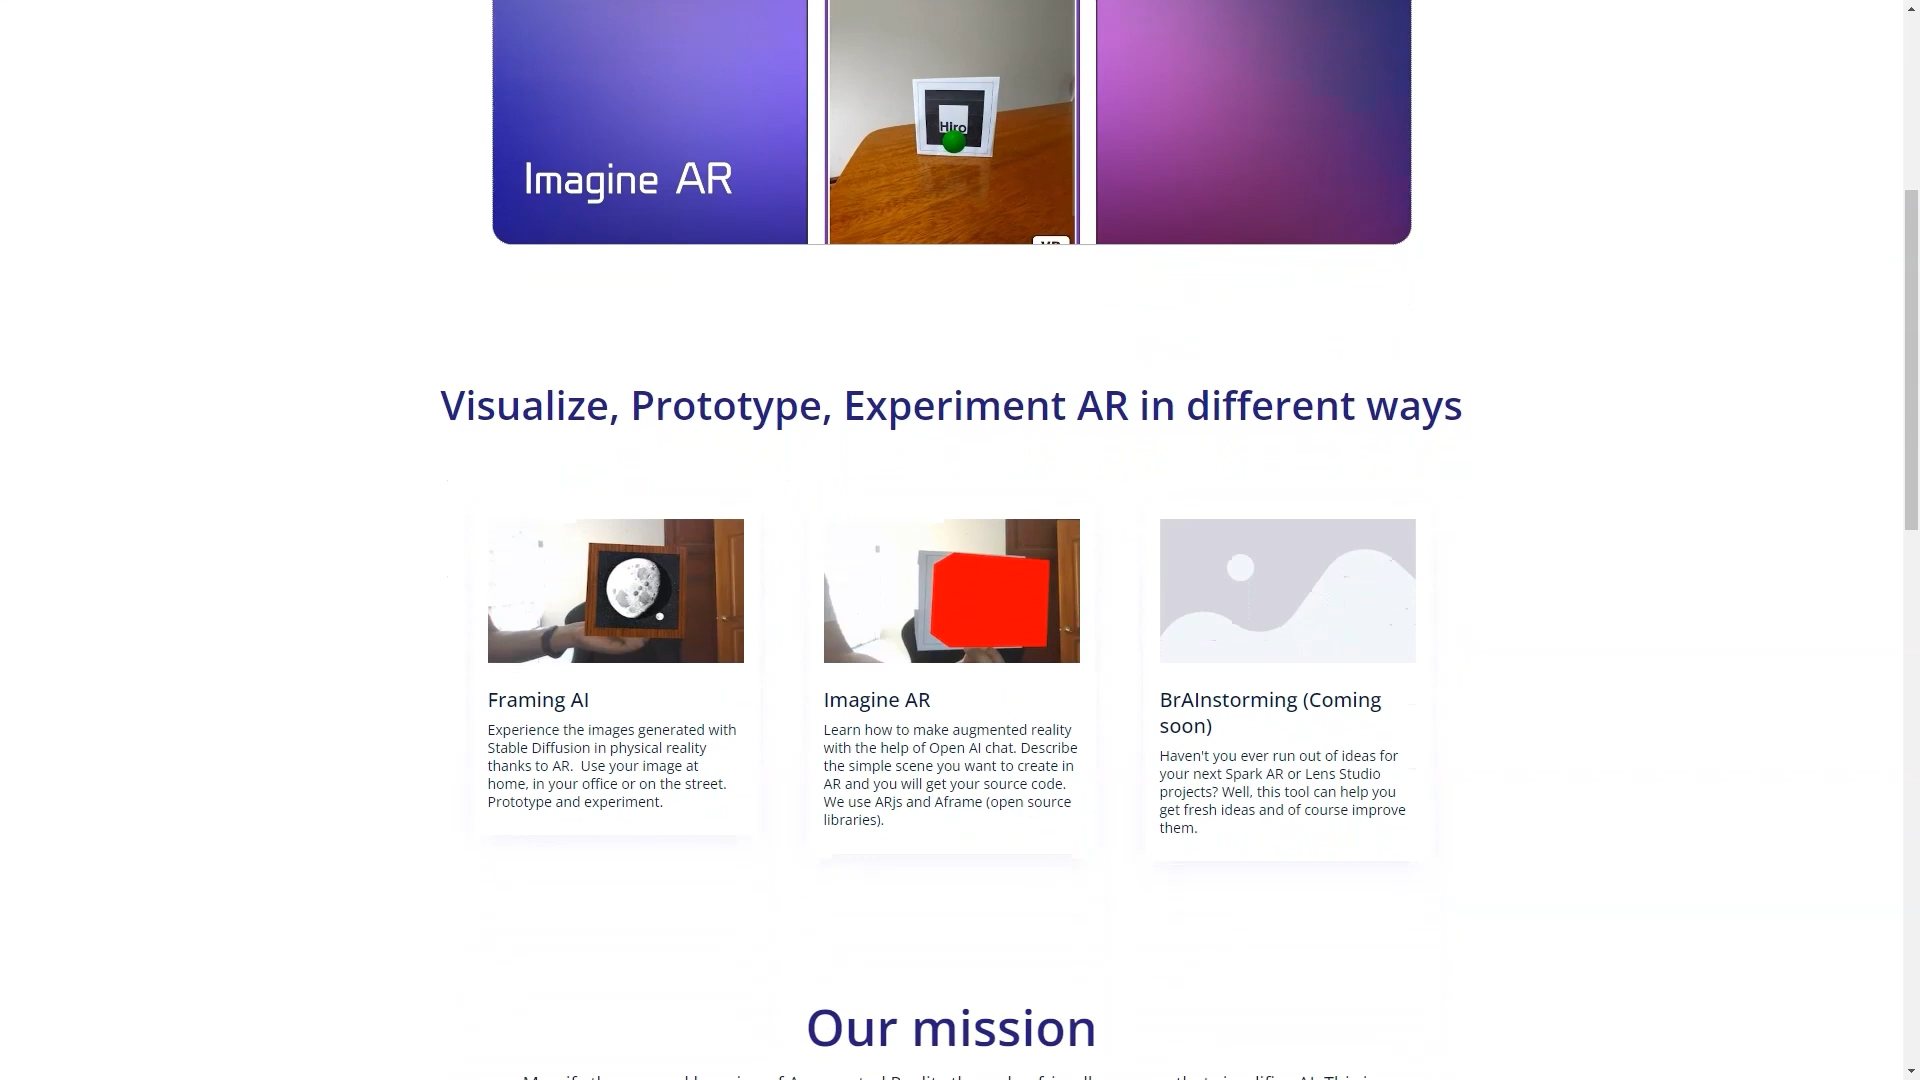 Hiro
Imagine AR
Visualize, Prototype, Experiment AR in different ways
Framing AI
Experience the images generated with
Stable Diffusion in physical reality
thanks to AR. Use your image at
home, in your office or on the street.
Prototype and experiment.
Imagine AR
Learn how to make augmented reality
with the help of Open AI chat. Describe
the simple scene you want to create in
AR and you will get your source code.
We use ARjs and Aframe (open source
libraries).
BrAInstorming (Coming
soon)
Haven't you ever run out of ideas for
your next Spark AR or Lens Studio
projects? Well, this tool can help you
get fresh ideas and of course improve
them.
Our mission